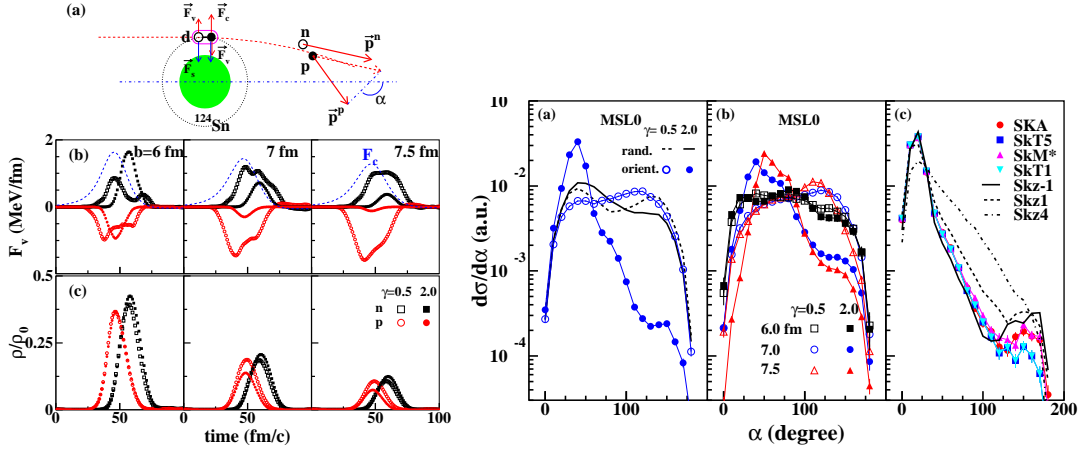 (a)
F_v F_c
d
n
F_s F_v
p
p^n
p^p
α
124Sn
(b) b=6 fm 7 fm 7.5 fm
F_c
F_v (MeV/fm)
2
0
(c)
γ=0.5 2.0
n
p
ρ/ρ0
0.5
0.25
0
0 50 0 50 0 50 100
time (fm/c)
(a) MSL0
γ= 0.5 2.0
rand.
orient.
(b) MSL0
γ=0.5 2.0
6.0 fm
7.0
7.5
(c)
SKA
SkT5
SkM*
SkT1
Skz-1
Skz1
Skz4
dσ/dα (a.u.)
10
10^-2
10^-3
10^-4
0 100 0 100 0 100 200
α (degree)